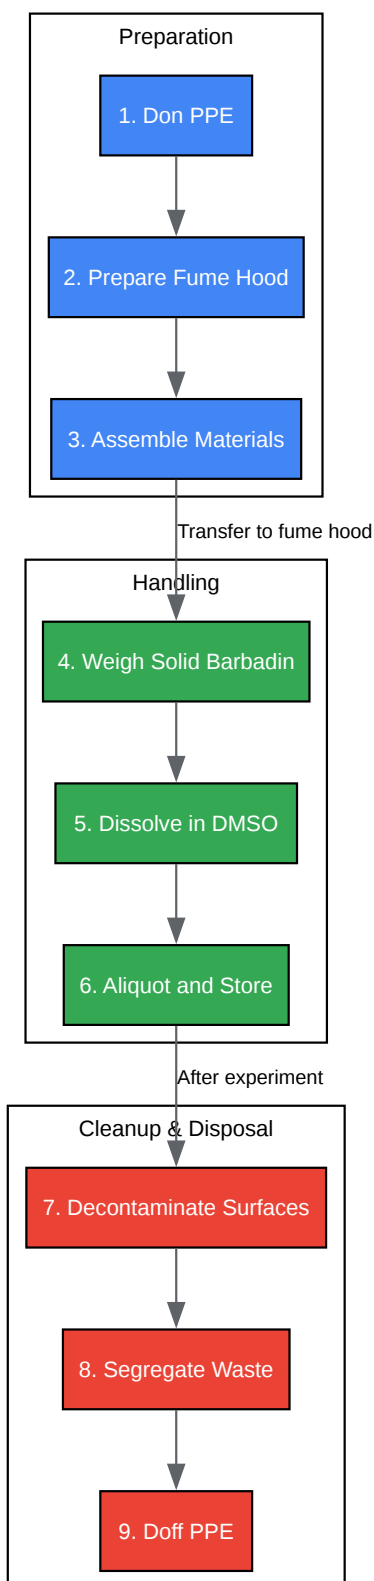 Preparation
1. Don PPE
2. Prepare Fume Hood
3. Assemble Materials
Transfer to fume hood
Handling
4. Weigh Solid Barbadin
5. Dissolve in DMSO
6. Aliquot and Store
After experiment
Cleanup & Disposal
7. Decontaminate Surfaces
8. Segregate Waste
9. Doff PPE